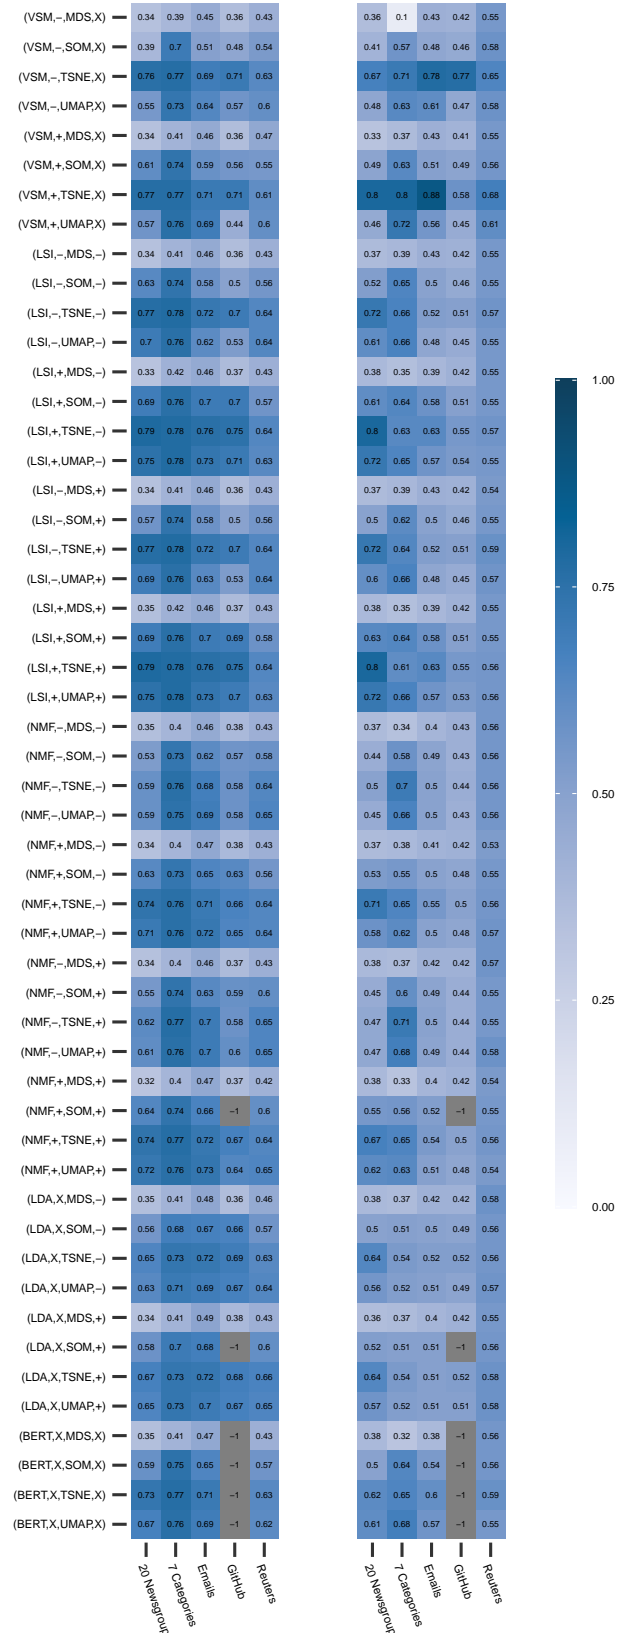 (VSM,−,MDS,X) 0.34 0.39 0.45 0.36 0.34 0.36 0.1 0.43 0.42 0.55
(VSM,−,SOM,X) 0.39 0.7 0.51 0.48 0.54 0.41 0.57 0.48 0.46 0.58
(VSM,−,TSNE,X) 0.76 0.77 0.69 0.71 0.63 0.67 0.71 0.78 0.77 0.65
(VSM,−,UMAP,X) 0.55 0.73 0.64 0.57 0.6 0.48 0.63 0.61 0.47 0.58
(VSM,+,MDS,X) 0.34 0.41 0.46 0.36 0.47 0.33 0.37 0.43 0.41 0.55
(VSM,+,SOM,X) 0.61 0.74 0.59 0.56 0.55 0.49 0.63 0.51 0.49 0.56
(VSM,+,TSNE,X) 0.77 0.77 0.71 0.71 0.61 0.8 0.8 0.88 0.58 0.68
(VSM,+,UMAP,X) 0.57 0.76 0.69 0.44 0.6 0.46 0.72 0.56 0.45 0.61
(LSI,−,MDS,−) 0.34 0.41 0.46 0.36 0.43 0.37 0.39 0.43 0.42 0.55
(LSI,−,SOM,−) 0.63 0.74 0.58 0.5 0.56 0.52 0.65 0.5 0.46 0.55
(LSI,−,TSNE,−) 0.77 0.78 0.72 0.7 0.64 0.72 0.66 0.52 0.51 0.57
(LSI,−,UMAP,−) 0.7 0.76 0.62 0.53 0.64 0.61 0.66 0.48 0.45 0.55
(LSI,+,MDS,−) 0.33 0.42 0.46 0.37 0.43 0.38 0.35 0.39 0.42 0.55
(LSI,+,SOM,−) 0.69 0.76 0.7 0.7 0.57 0.61 0.64 0.58 0.51 0.55
(LSI,+,TSNE,−) 0.79 0.78 0.76 0.75 0.64 0.8 0.63 0.63 0.55 0.57
(LSI,+,UMAP,−) 0.75 0.78 0.73 0.71 0.63 0.72 0.65 0.57 0.54 0.55
(LSI,−,MDS,+) 0.34 0.41 0.46 0.36 0.43 0.37 0.39 0.43 0.42 0.54
(LSI,−,SOM,+) 0.57 0.74 0.58 0.5 0.56 0.5 0.62 0.5 0.46 0.55
(LSI,−,TSNE,+) 0.77 0.78 0.72 0.7 0.64 0.72 0.64 0.52 0.51 0.59
(LSI,−,UMAP,+) 0.69 0.76 0.63 0.53 0.64 0.6 0.66 0.48 0.45 0.57
(LSI,+,MDS,+) 0.35 0.42 0.46 0.37 0.43 0.38 0.35 0.39 0.42 0.55
(LSI,+,SOM,+) 0.69 0.76 0.7 0.69 0.58 0.63 0.64 0.58 0.51 0.55
(LSI,+,TSNE,+) 0.79 0.78 0.76 0.75 0.64 0.8 0.61 0.63 0.55 0.56
(LSI,+,UMAP,+) 0.75 0.78 0.73 0.7 0.63 0.72 0.66 0.57 0.53 0.56
(NMF,−,MDS,−) 0.35 0.4 0.46 0.38 0.43 0.37 0.34 0.4 0.43 0.56
(NMF,−,SOM,−) 0.53 0.73 0.62 0.57 0.58 0.44 0.58 0.49 0.43 0.56
(NMF,−,TSNE,−) 0.59 0.76 0.68 0.58 0.64 0.5 0.7 0.5 0.44 0.56
(NMF,−,UMAP,−) 0.59 0.75 0.69 0.58 0.65 0.45 0.66 0.5 0.43 0.56
(NMF,+,MDS,−) 0.34 0.4 0.47 0.38 0.43 0.37 0.38 0.41 0.42 0.53
(NMF,+,SOM,−) 0.63 0.73 0.65 0.63 0.56 0.53 0.55 0.5 0.48 0.55
(NMF,+,TSNE,−) 0.74 0.76 0.71 0.66 0.64 0.71 0.65 0.55 0.5 0.56
(NMF,+,UMAP,−) 0.71 0.76 0.72 0.65 0.64 0.58 0.62 0.5 0.48 0.57
(NMF,−,MDS,+) 0.34 0.4 0.46 0.37 0.43 0.38 0.37 0.42 0.42 0.57
(NMF,−,SOM,+) 0.55 0.74 0.63 0.59 0.6 0.45 0.6 0.49 0.44 0.55
(NMF,−,TSNE,+) 0.62 0.77 0.7 0.58 0.65 0.47 0.71 0.5 0.44 0.55
(NMF,−,UMAP,+) 0.61 0.76 0.7 0.6 0.65 0.47 0.68 0.49 0.44 0.58
(NMF,+,MDS,+) 0.32 0.4 0.47 0.37 0.42 0.38 0.33 0.4 0.42 0.54
(NMF,+,SOM,+) 0.64 0.74 0.66 −1 0.6 0.55 0.56 0.52 −1 0.55
(NMF,+,TSNE,+) 0.74 0.77 0.72 0.67 0.64 0.67 0.65 0.54 0.5 0.56
(NMF,+,UMAP,+) 0.72 0.76 0.73 0.64 0.65 0.62 0.63 0.51 0.48 0.54
(LDA,X,MDS,−) 0.35 0.41 0.48 0.36 0.46 0.38 0.37 0.42 0.42 0.58
(LDA,X,SOM,−) 0.56 0.68 0.67 0.66 0.57 0.5 0.51 0.5 0.49 0.56
(LDA,X,TSNE,−) 0.65 0.73 0.72 0.69 0.63 0.64 0.54 0.52 0.52 0.56
(LDA,X,UMAP,−) 0.63 0.71 0.69 0.67 0.64 0.56 0.52 0.51 0.49 0.57
(LDA,X,MDS,+) 0.34 0.41 0.49 0.38 0.43 0.36 0.37 0.4 0.42 0.55
(LDA,X,SOM,+) 0.58 0.7 0.68 −1 0.6 0.52 0.51 0.51 −1 0.56
(LDA,X,TSNE,+) 0.67 0.73 0.72 0.68 0.66 0.64 0.54 0.51 0.52 0.58
(LDA,X,UMAP,+) 0.65 0.73 0.7 0.67 0.65 0.57 0.52 0.51 0.51 0.58
(BERT,X,MDS,X) 0.35 0.41 0.47 −1 0.43 0.38 0.32 0.38 −1 0.56
(BERT,X,SOM,X) 0.59 0.75 0.65 −1 0.57 0.5 0.64 0.54 −1 0.56
(BERT,X,TSNE,X) 0.73 0.77 0.71 −1 0.63 0.62 0.65 0.6 −1 0.59
(BERT,X,UMAP,X) 0.67 0.76 0.69 −1 0.62 0.61 0.68 0.57 −1 0.55
20 Newsgroup 7 Categories Emails GitHub Reuters 20 Newsgroup 7 Categories Emails GitHub Reuters
1.00
0.75
0.50
0.25
0.00